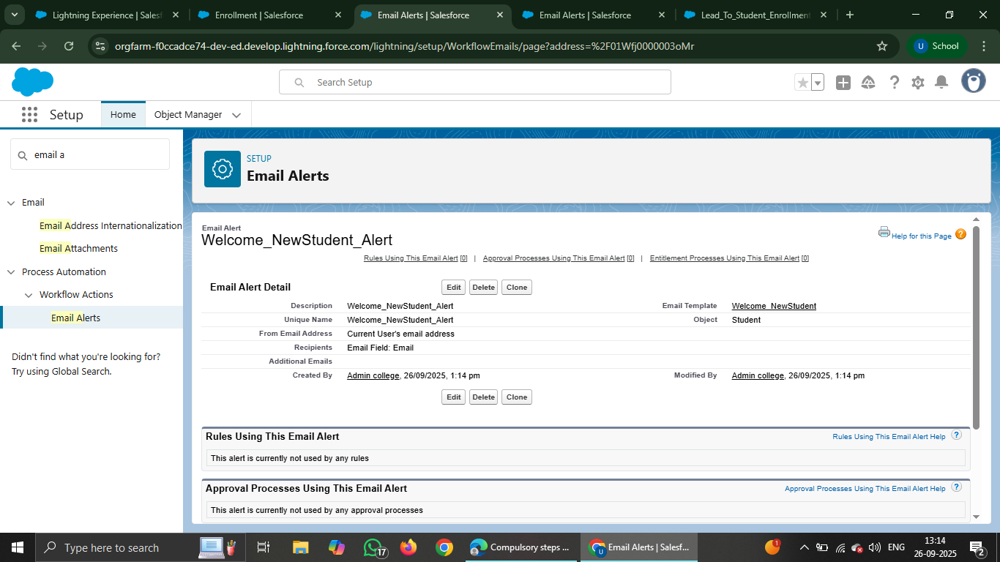 Lightning Experience | Salesf
Enrollment | Salesforce
Email Alerts | Salesforce
Email Alerts | Salesforce
Lead_To_Student_Enrollment
orgfarm-f0ccadce74-dev-ed.develop.lightning.force.com/lightning/setup/WorkflowEmails/page?address=%2F01Wfj0000003oMr
U School
Search Setup
Setup
Home
Object Manager
email a
Email
Email Address Internationalization
Email Attachments
Process Automation
Workflow Actions
Email Alerts
Didn't find what you're looking for?
Try using Global Search.
SETUP
Email Alerts
Email Alert
Welcome_NewStudent_Alert
Help for this Page
Rules Using This Email Alert [0] | Approval Processes Using This Email Alert [0] | Entitlement Processes Using This Email Alert [0]
Email Alert Detail
Edit Delete Clone
Description Welcome_NewStudent_Alert Email Template Welcome_NewStudent
Unique Name Welcome_NewStudent_Alert Object Student
From Email Address Current User's email address
Recipients Email Field: Email
Additional Emails
Created By Admin college, 26/09/2025, 1:14 pm Modified By Admin college, 26/09/2025, 1:14 pm
Edit Delete Clone
Rules Using This Email Alert
Rules Using This Email Alert Help
This alert is currently not used by any rules
Approval Processes Using This Email Alert
Approval Processes Using This Email Alert Help
This alert is currently not used by any approval processes
Type here to search
17
Compulsory steps ...
U
Email Alerts | Salesf...
1
ENG
13:14
26-09-2025
2